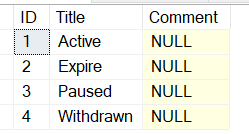 ID Title Comment
1 Active NULL
2 Expire NULL
3 Paused NULL
4 Withdrawn NULL